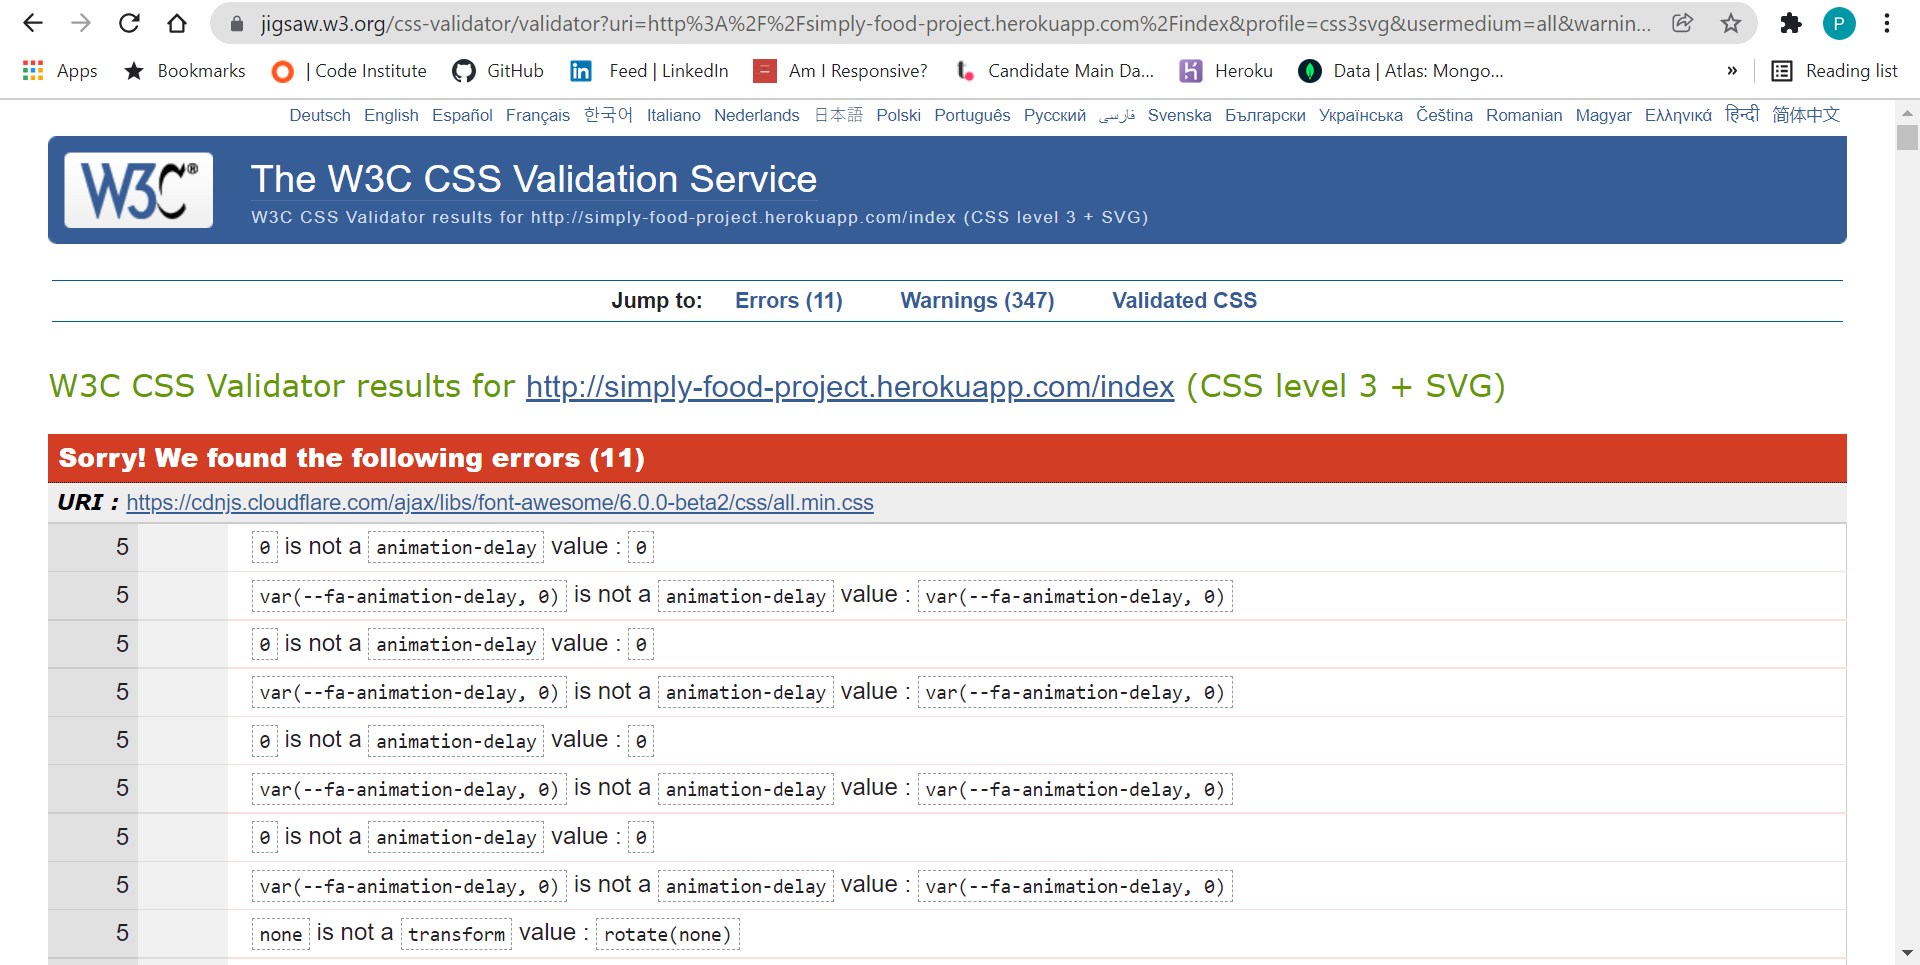 jigsaw.w3.org/css-validator/validator?uri=http%3A%2F%2Fsimply-food-project.herokuapp.com%2Findex&profile=css3svg&usermedium=all&warnin...
P
Apps Bookmarks | Code Institute GitHub Feed | LinkedIn Am I Responsive? Candidate Main Da... Heroku Data | Atlas: Mongo... » Reading list
Deutsch English Español Français 한국어 Italiano Nederlands 日本語 Polski Português Русский فارسی Svenska Български Українська Čeština Romanian Magyar Ελληνικά हिन्दी 简体中文
W3C®
The W3C CSS Validation Service
W3C CSS Validator results for http://simply-food-project.herokuapp.com/index (CSS level 3 + SVG)
Jump to: Errors (11) Warnings (347) Validated CSS
W3C CSS Validator results for http://simply-food-project.herokuapp.com/index (CSS level 3 + SVG)
Sorry! We found the following errors (11)
URI : https://cdnjs.cloudflare.com/ajax/libs/font-awesome/6.0.0-beta2/css/all.min.css
5 0 is not a animation-delay value : 0
5 var(--fa-animation-delay, 0) is not a animation-delay value : var(--fa-animation-delay, 0)
5 0 is not a animation-delay value : 0
5 var(--fa-animation-delay, 0) is not a animation-delay value : var(--fa-animation-delay, 0)
5 0 is not a animation-delay value : 0
5 var(--fa-animation-delay, 0) is not a animation-delay value : var(--fa-animation-delay, 0)
5 0 is not a animation-delay value : 0
5 var(--fa-animation-delay, 0) is not a animation-delay value : var(--fa-animation-delay, 0)
5 none is not a transform value : rotate(none)